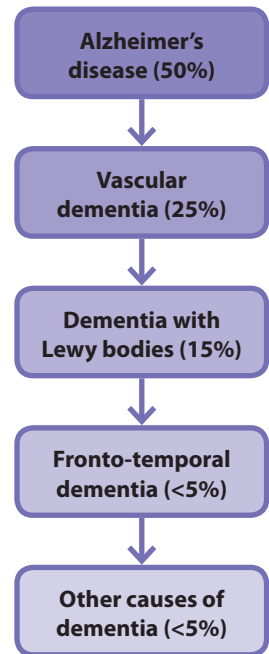 Alzheimer’s
disease (50%)
Vascular
dementia (25%)
Dementia with
Lewy bodies (15%)
Fronto-temporal
dementia (<5%)
Other causes of
dementia (<5%)